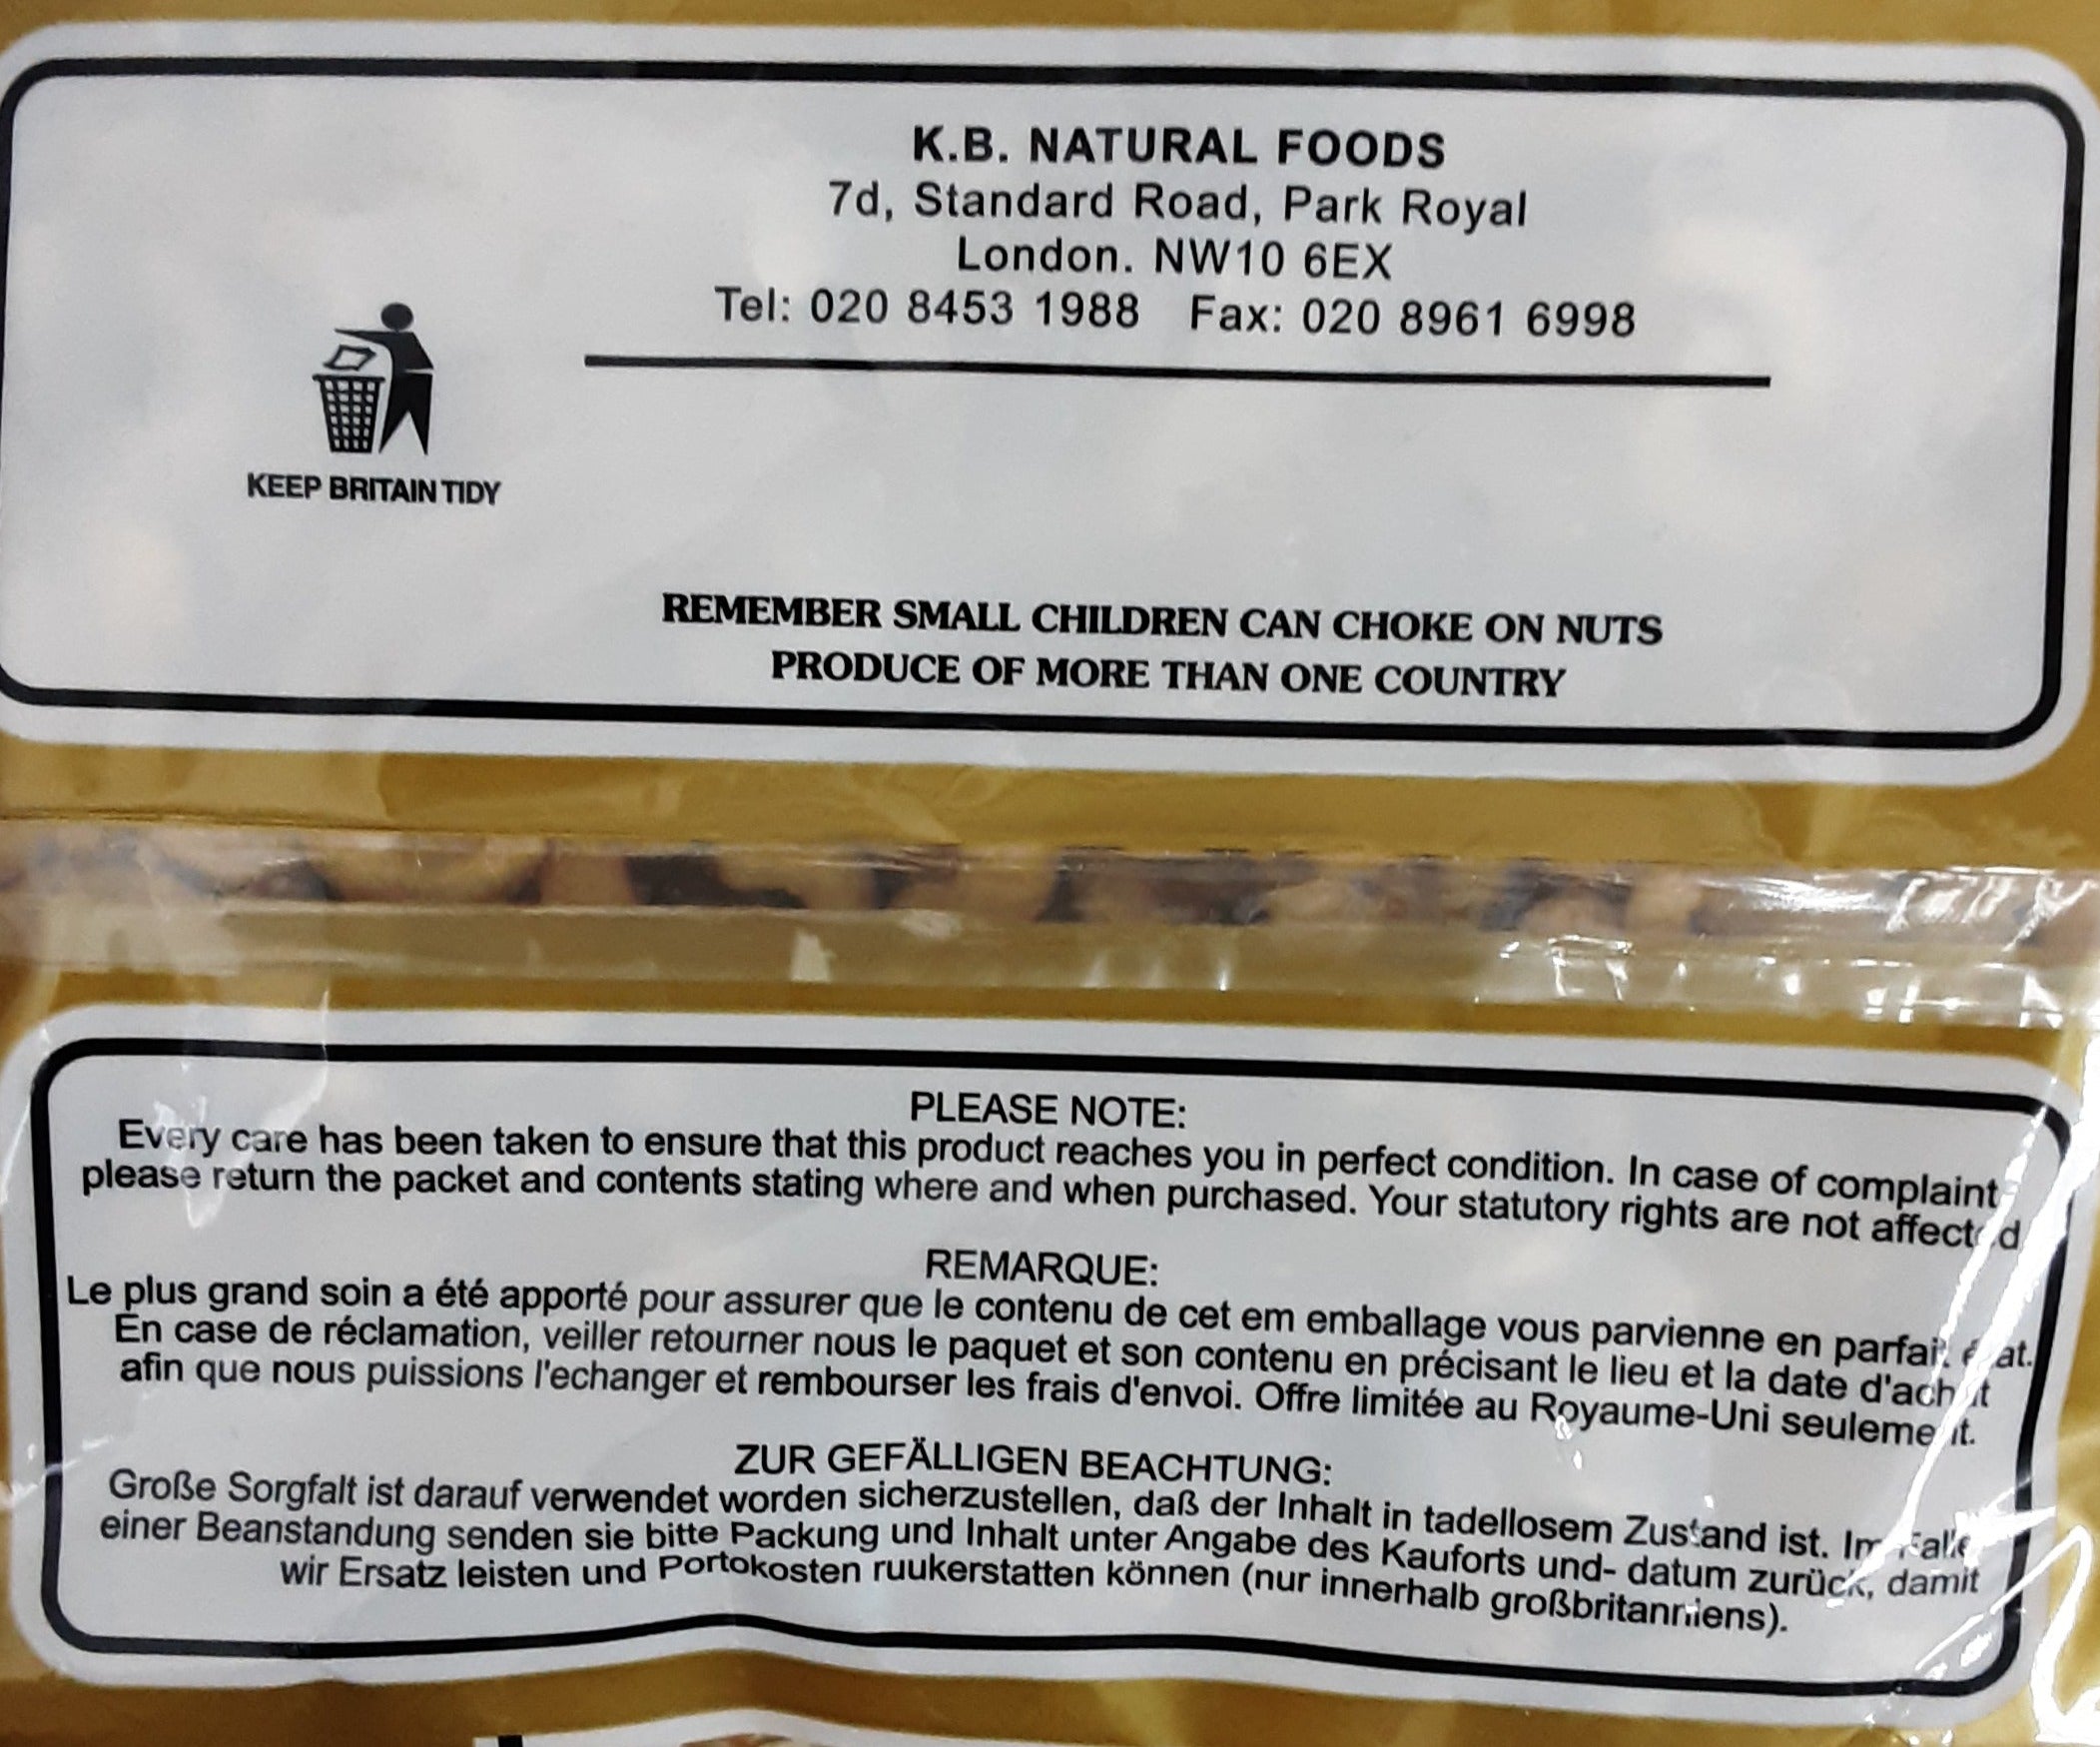 K.B. NATURAL FOODS
7d, Standard Road, Park Royal
London. NW10 6EX
Tel: 020 8453 1988 Fax: 020 8961 6998
KEEP BRITAIN TIDY
REMEMBER SMALL CHILDREN CAN CHOKE ON NUTS
PRODUCE OF MORE THAN ONE COUNTRY
PLEASE NOTE:
Every care has been taken to ensure that this product reaches you in perfect condition. In case of complaint
please return the packet and contents stating where and when purchased. Your statutory rights are not affected
REMARQUE:
Le plus grand soin a été apporté pour assurer que le contenu de cet em emballage vous parvienne en parfait état.
En case de réclamation, veiller retourner nous le paquet et son contenu en précisant le lieu et la date d'achat
afin que nous puissions l'echanger et rembourser les frais d'envoi. Offre limitée au Royaume-Uni seulement.
ZUR GEFÄLLIGEN BEACHTUNG:
Große Sorgfalt ist darauf verwendet worden sicherzustellen, daß der Inhalt in tadellosem Zustand ist. Im Falle
einer Beanstandung senden sie bitte Packung und Inhalt unter Angabe des Kauforts und- datum zurück, damit
wir Ersatz leisten und Portokosten ruukerstatten können (nur innerhalb großbritanniens).